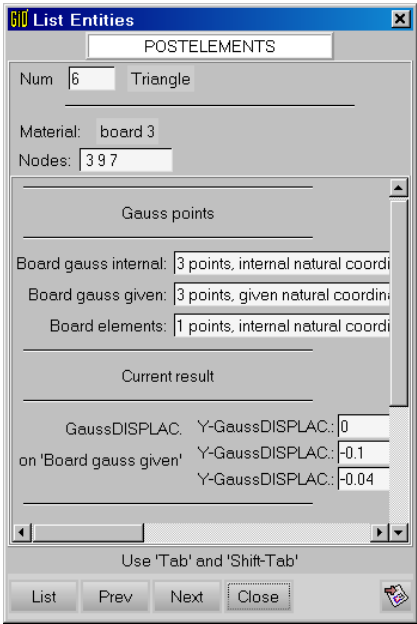 GiD List Entities
POSTELEMENTS
Num 6 Triangle
Material: board 3
Nodes: 3 9 7
Gauss points
Board gauss internal: 3 points, internal natural coordi
Board gauss given: 3 points, given natural coordina
Board elements: 1 points, internal natural coordi
Current result
GaussDISPLAC. Y-GaussDISPLAC.: 0
on 'Board gauss given' Y-GaussDISPLAC.: -0.1
Y-GaussDISPLAC.: -0.04
Use 'Tab' and 'Shift-Tab'
List Prev Next Close